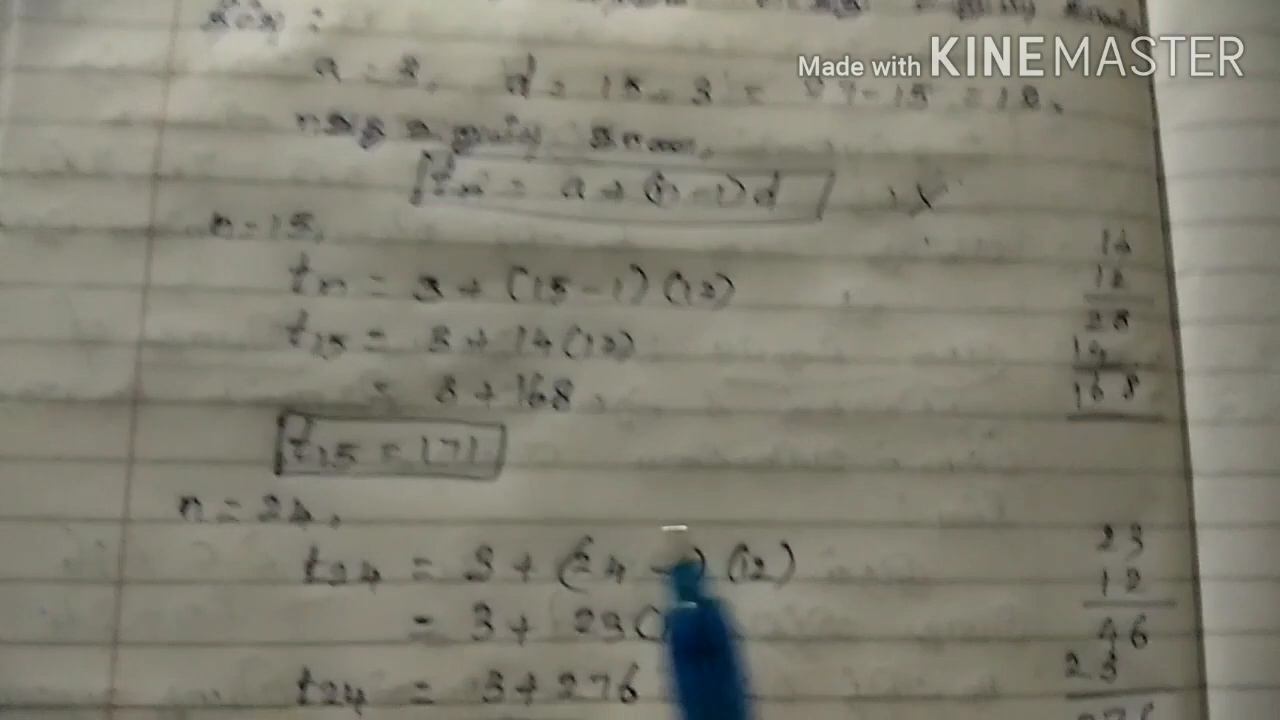 Made with KINEMASTER
a = 3, d = 15 - 3 = 27 - 15 = 12,
tn = a + (n-1)d
n = 15,
tn = 3 + (15-1)(12)
t15 = 3 + 14(12)
= 3 + 168
t15 = 171
14
12
28
14
168
n = 24,
t24 = 3 + (24 - ) (12)
= 3 + 23(
t24 = 3 + 276
23
12
46
23
276